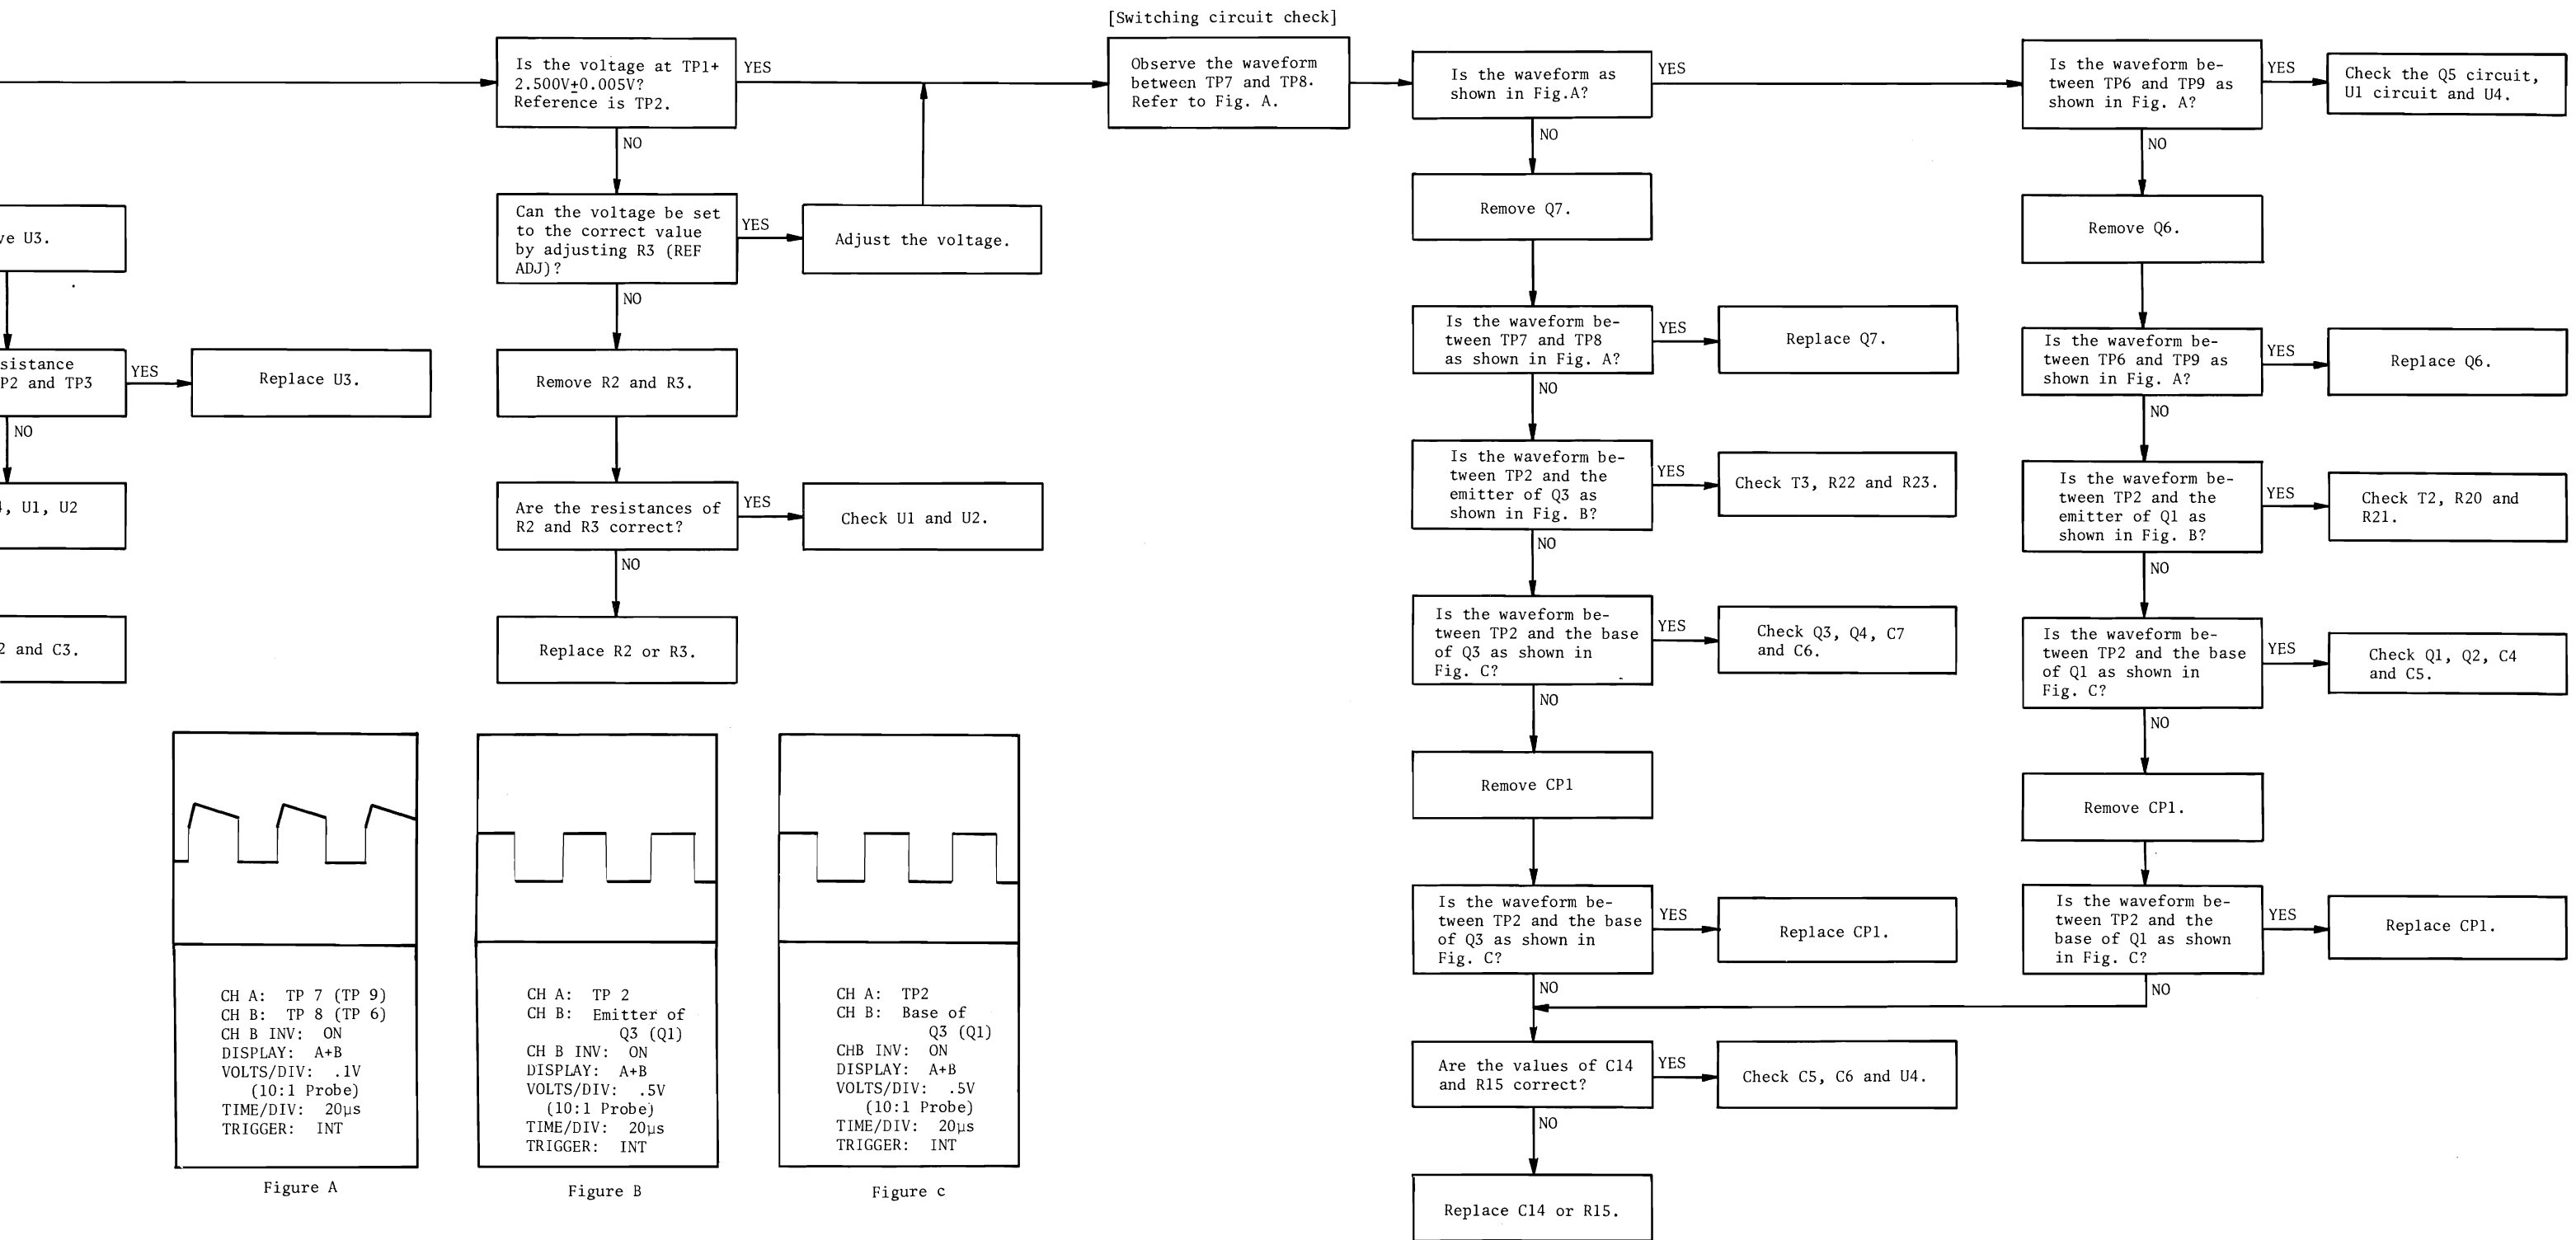 [Switching circuit check]
Is the voltage at TP1+
2.500V±0.005V?
Reference is TP2.
YES
NO
Can the voltage be set
to the correct value
by adjusting R3 (REF
ADJ)?
YES
Adjust the voltage.
NO
Remove R2 and R3.
Are the resistances of
R2 and R3 correct?
YES
Check U1 and U2.
NO
Replace R2 or R3.
ve U3.
sistance
P2 and TP3
YES
Replace U3.
NO
, U1, U2
2 and C3.
Observe the waveform
between TP7 and TP8.
Refer to Fig. A.
Is the waveform as
shown in Fig.A?
YES
NO
Remove Q7.
Is the waveform be-
tween TP7 and TP8
as shown in Fig. A?
YES
Replace Q7.
NO
Is the waveform be-
tween TP2 and the
emitter of Q3 as
shown in Fig. B?
YES
Check T3, R22 and R23.
NO
Is the waveform be-
tween TP2 and the base
of Q3 as shown in
Fig. C?
YES
Check Q3, Q4, C7
and C6.
NO
Remove CP1
Is the waveform be-
tween TP2 and the base
of Q3 as shown in
Fig. C?
YES
Replace CP1.
NO
Are the values of C14
and R15 correct?
YES
Check C5, C6 and U4.
NO
Replace C14 or R15.
Is the waveform be-
tween TP6 and TP9 as
shown in Fig. A?
YES
Check the Q5 circuit,
U1 circuit and U4.
NO
Remove Q6.
Is the waveform be-
tween TP6 and TP9 as
shown in Fig. A?
YES
Replace Q6.
NO
Is the waveform be-
tween TP2 and the
emitter of Q1 as
shown in Fig. B?
YES
Check T2, R20 and
R21.
NO
Is the waveform be-
tween TP2 and the base
of Q1 as shown in
Fig. C?
YES
Check Q1, Q2, C4
and C5.
NO
Remove CP1.
Is the waveform be-
tween TP2 and the
base of Q1 as shown
in Fig. C?
YES
Replace CP1.
NO
CH A: TP 7 (TP 9)
CH B: TP 8 (TP 6)
CH B INV: ON
DISPLAY: A+B
VOLTS/DIV: .1V
(10:1 Probe)
TIME/DIV: 20µs
TRIGGER: INT
Figure A
CH A: TP 2
CH B: Emitter of
Q3 (Q1)
CH B INV: ON
DISPLAY: A+B
VOLTS/DIV: .5V
(10:1 Probe)
TIME/DIV: 20µs
TRIGGER: INT
Figure B
CH A: TP2
CH B: Base of
Q3 (Q1)
CHB INV: ON
DISPLAY: A+B
VOLTS/DIV: .5V
(10:1 Probe)
TIME/DIV: 20µs
TRIGGER: INT
Figure c